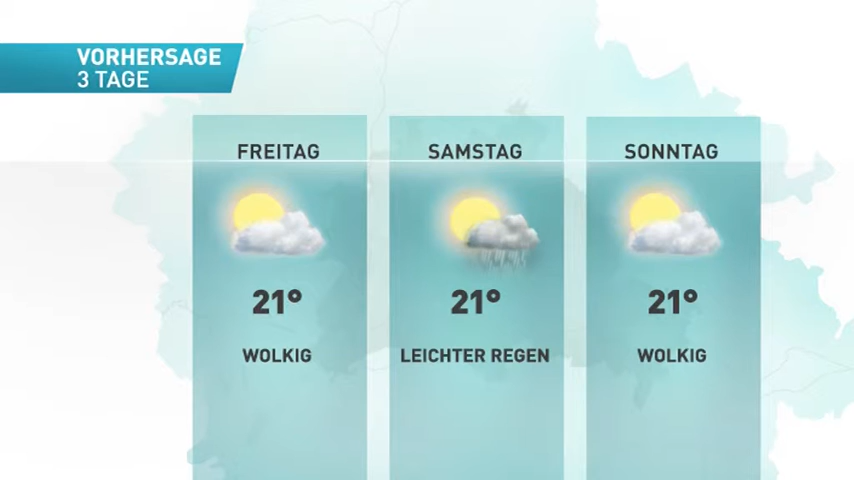 VORHERSAGE
3 TAGE
FREITAG
21°
WOLKIG
SAMSTAG
21°
LEICHTER REGEN
SONNTAG
21°
WOLKIG